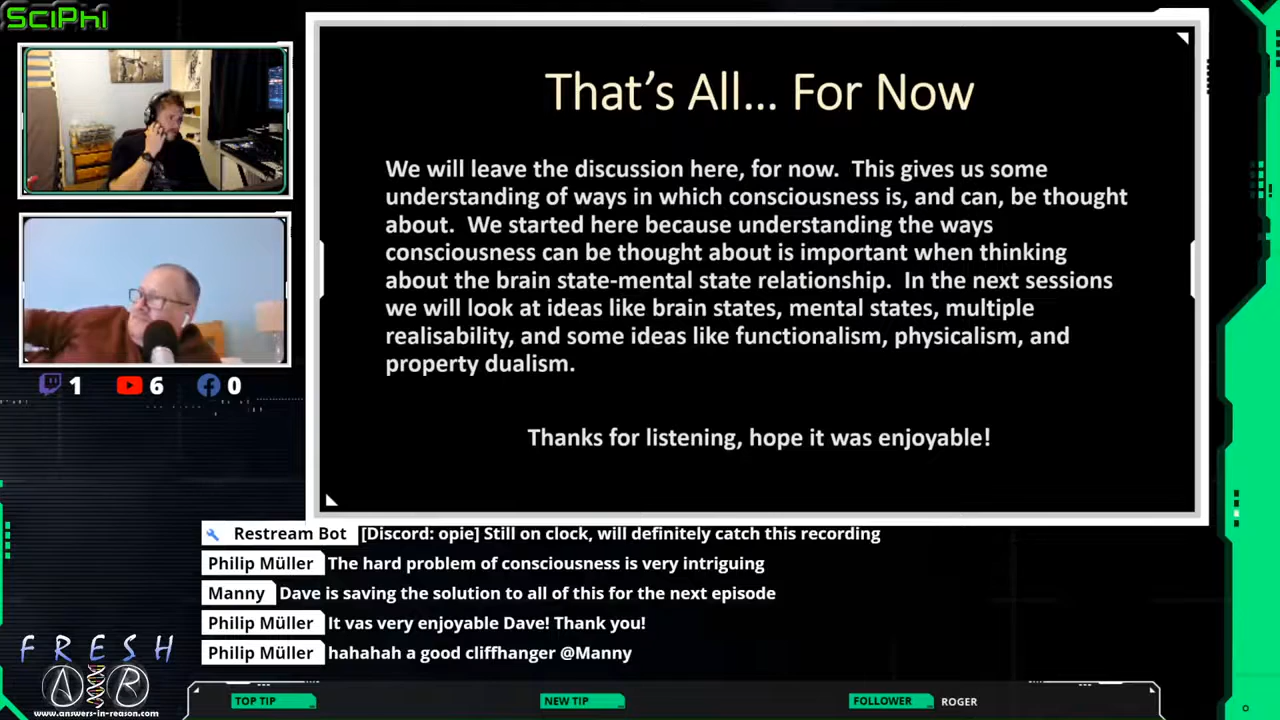 SCIPHI
That's All... For Now
We will leave the discussion here, for now. This gives us some
understanding of ways in which consciousness is, and can, be thought
about. We started here because understanding the ways
consciousness can be thought about is important when thinking
about the brain state-mental state relationship. In the next sessions
we will look at ideas like brain states, mental states, multiple
realisability, and some ideas like functionalism, physicalism, and
property dualism.
Thanks for listening, hope it was enjoyable!
1 6 0
Restream Bot [Discord: opie] Still on clock, will definitely catch this recording
Philip Müller The hard problem of consciousness is very intriguing
Manny Dave is saving the solution to all of this for the next episode
Philip Müller It vas very enjoyable Dave! Thank you!
Philip Müller hahahah a good cliffhanger @Manny
FRESH
A R
www.answers-in-reason.com
TOP TIP NEW TIP FOLLOWER ROGER